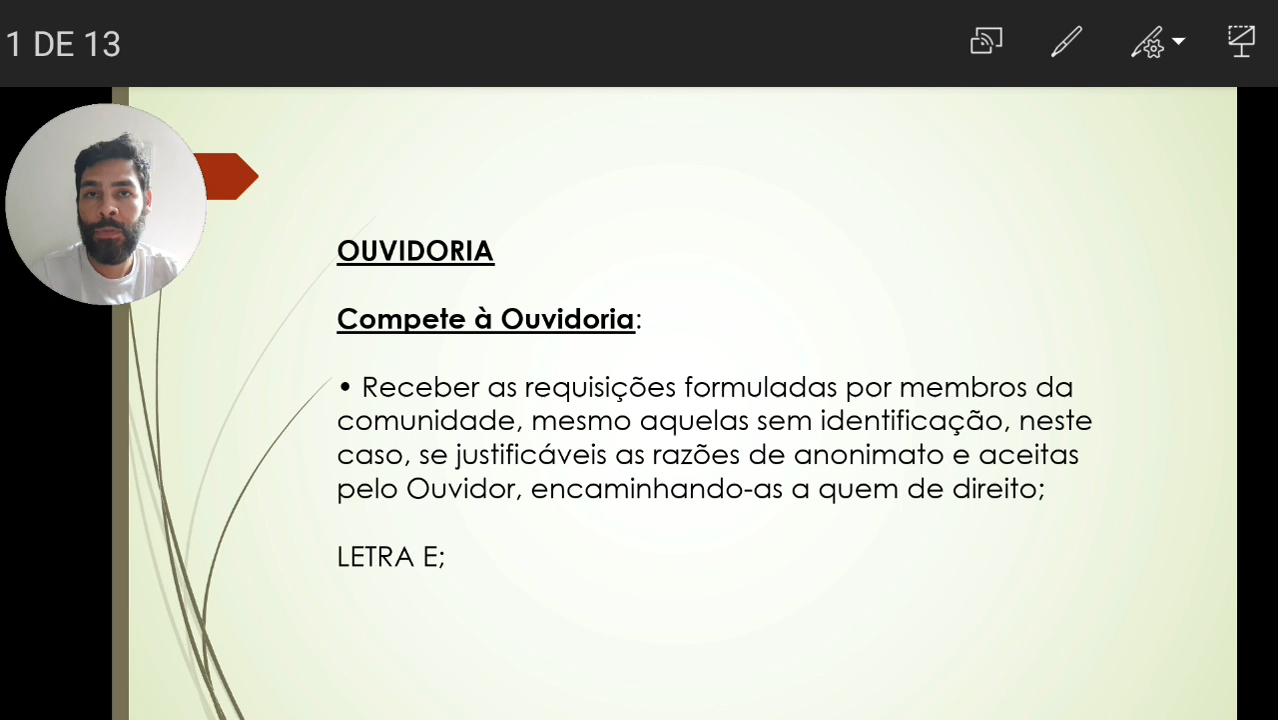 1 DE 13
OUVIDORIA
Compete à Ouvidoria:
• Receber as requisições formuladas por membros da
comunidade, mesmo aquelas sem identificação, neste
caso, se justificáveis as razões de anonimato e aceitas
pelo Ouvidor, encaminhando-as a quem de direito;
LETRA E;